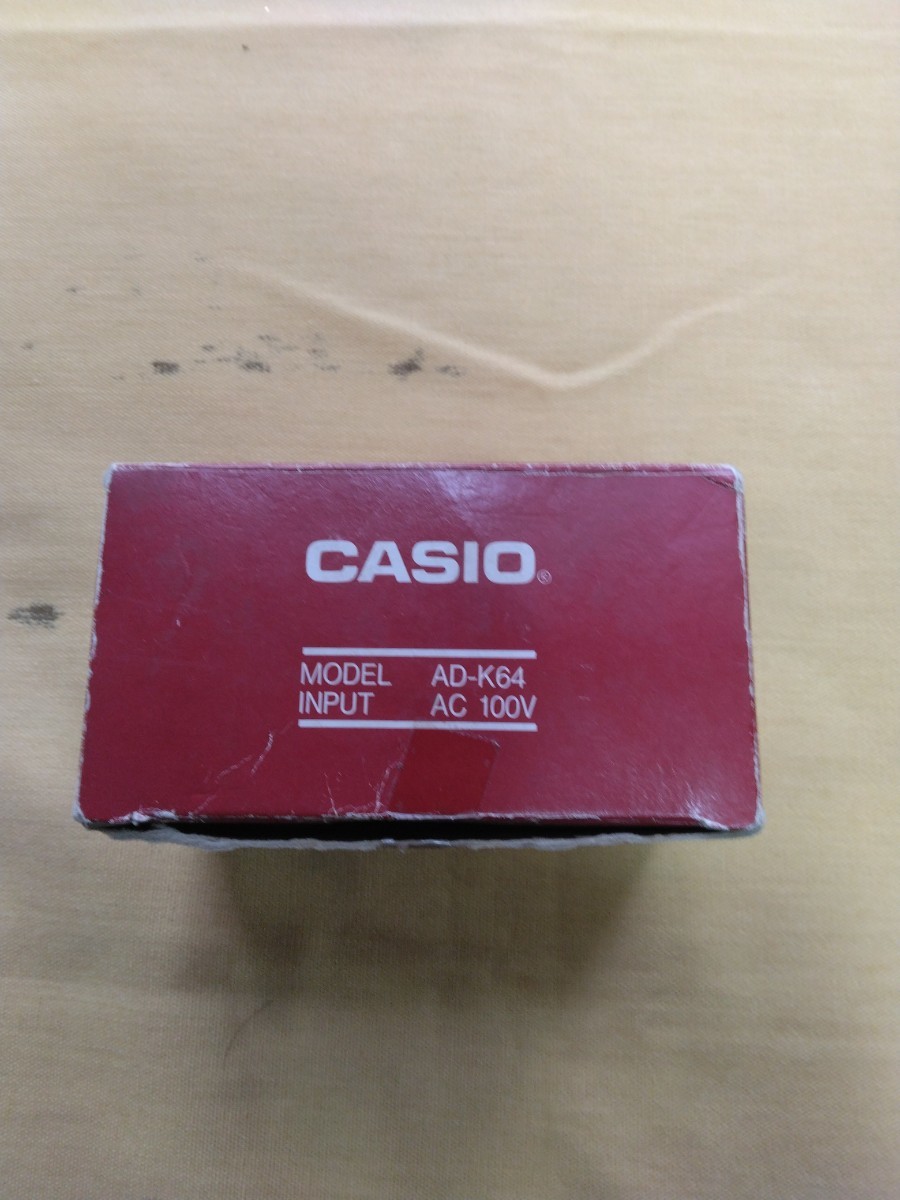 CASIO®
MODEL AD-K64
INPUT AC 100V